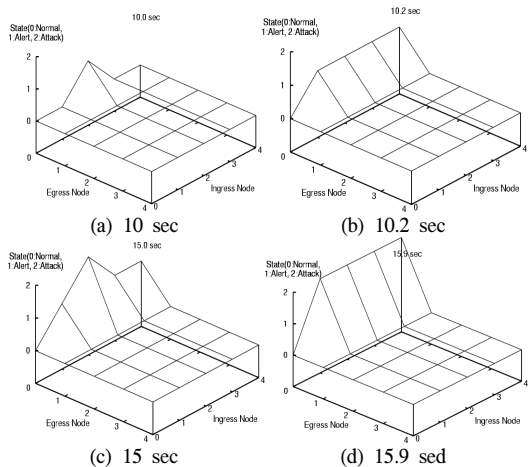 10.0 sec
State(0:Normal,
1:Alert, 2:Attack)
2
1
0
0
1
2
3
4
Egress Node
0
1
2
3
4
Ingress Node
(a) 10 sec
10.2 sec
State(0:Normal,
1:Alert, 2:Attack)
2
1
0
0
1
2
3
4
Egress Node
0
1
2
3
4
Ingress Node
(b) 10.2 sec
15.0 sec
State(0:Normal,
1:Alert, 2:Attack)
2
1
0
0
1
2
3
4
Egress Node
0
1
2
3
4
Ingress Node
(c) 15 sec
15.9 sec
State(0:Normal,
1:Alert, 2:Attack)
2
1
0
0
1
2
3
4
Egress Node
0
1
2
3
4
Ingress Node
(d) 15.9 sed